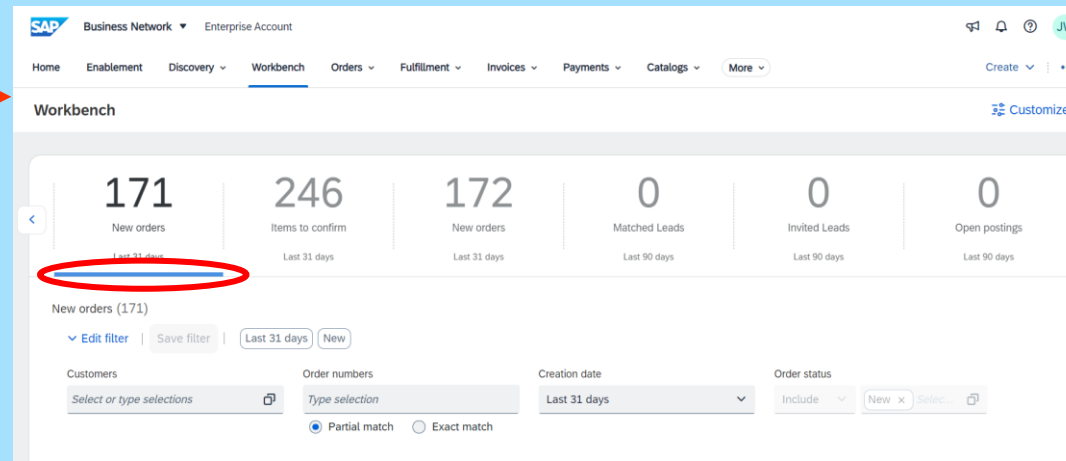 SAP Business Network Enterprise Account
Home Enablement Discovery Workbench Orders Fulfillment Invoices Payments Catalogs More Create
Workbench Customize
171 246 172 0 0 0
New orders Items to confirm New orders Matched Leads Invited Leads Open postings
Last 31 days Last 31 days Last 31 days Last 90 days Last 90 days Last 90 days
New orders (171)
Edit filter | Save filter | Last 31 days New
Customers Order numbers Creation date Order status
Select or type selections Type selection Last 31 days Include New × Selec...
Partial match Exact match